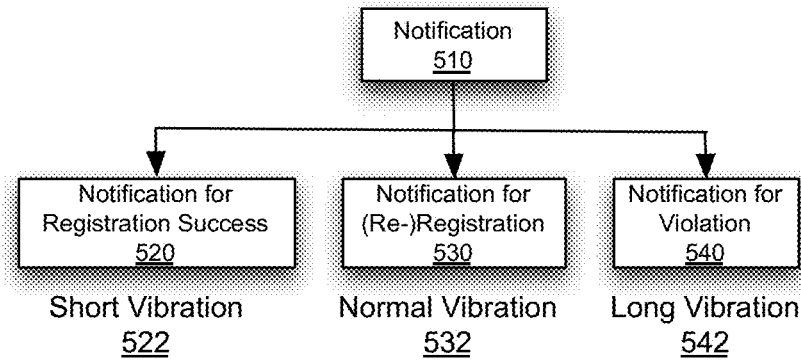 Notification
510
Notification for
Registration Success
520
Notification for
(Re-)Registration
530
Notification for
Violation
540
Short Vibration
522
Normal Vibration
532
Long Vibration
542